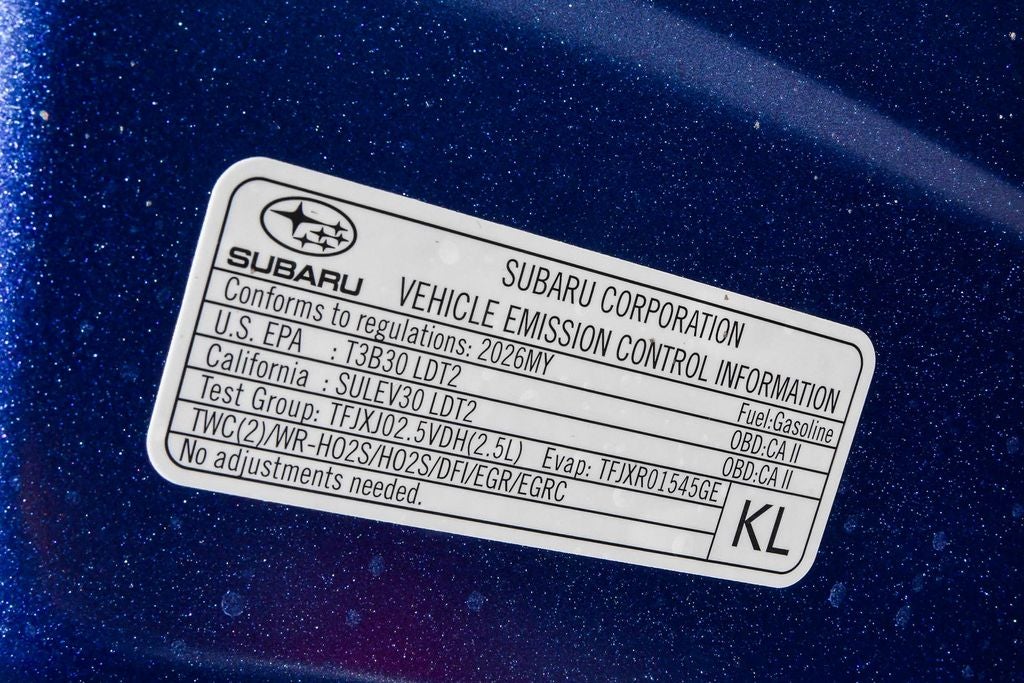 SUBARU
SUBARU CORPORATION
VEHICLE EMISSION CONTROL INFORMATION
Conforms to regulations: 2026MY Fuel:Gasoline
U.S. EPA : T3B30 LDT2 OBD:CA II
California : SULEV30 LDT2 OBD:CA II
Test Group: TFJXJ02.5VDH(2.5L) Evap: TFJXR01545GE
TWC(2)/WR-HO2S/HO2S/DFI/EGR/EGRC
No adjustments needed.
KL